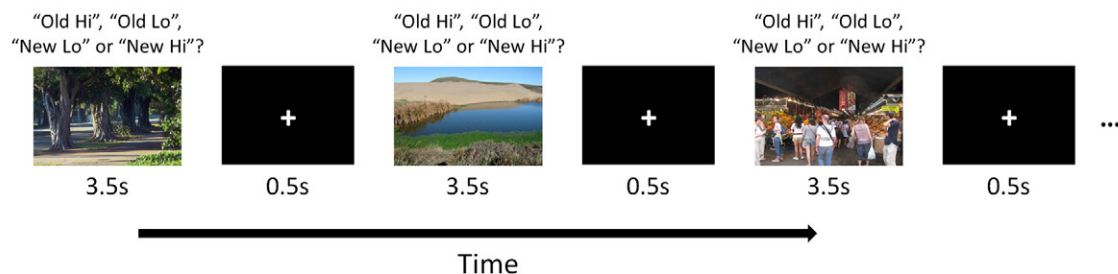 “Old Hi”, “Old Lo”,
“New Lo” or “New Hi”?
“Old Hi”, “Old Lo”,
“New Lo” or “New Hi”?
“Old Hi”, “Old Lo”,
“New Lo” or “New Hi”?
...
3.5s 0.5s 3.5s 0.5s 3.5s 0.5s
Time